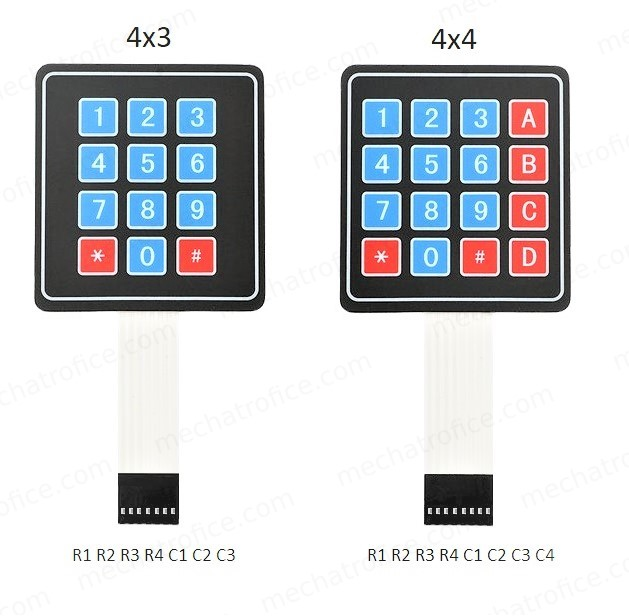 4x3
4x4
1 2 3
4 5 6
7 8 9
* 0 #
1 2 3 A
4 5 6 B
7 8 9 C
* 0 # D
R1 R2 R3 R4 C1 C2 C3
R1 R2 R3 R4 C1 C2 C3 C4
mechatrofice.com